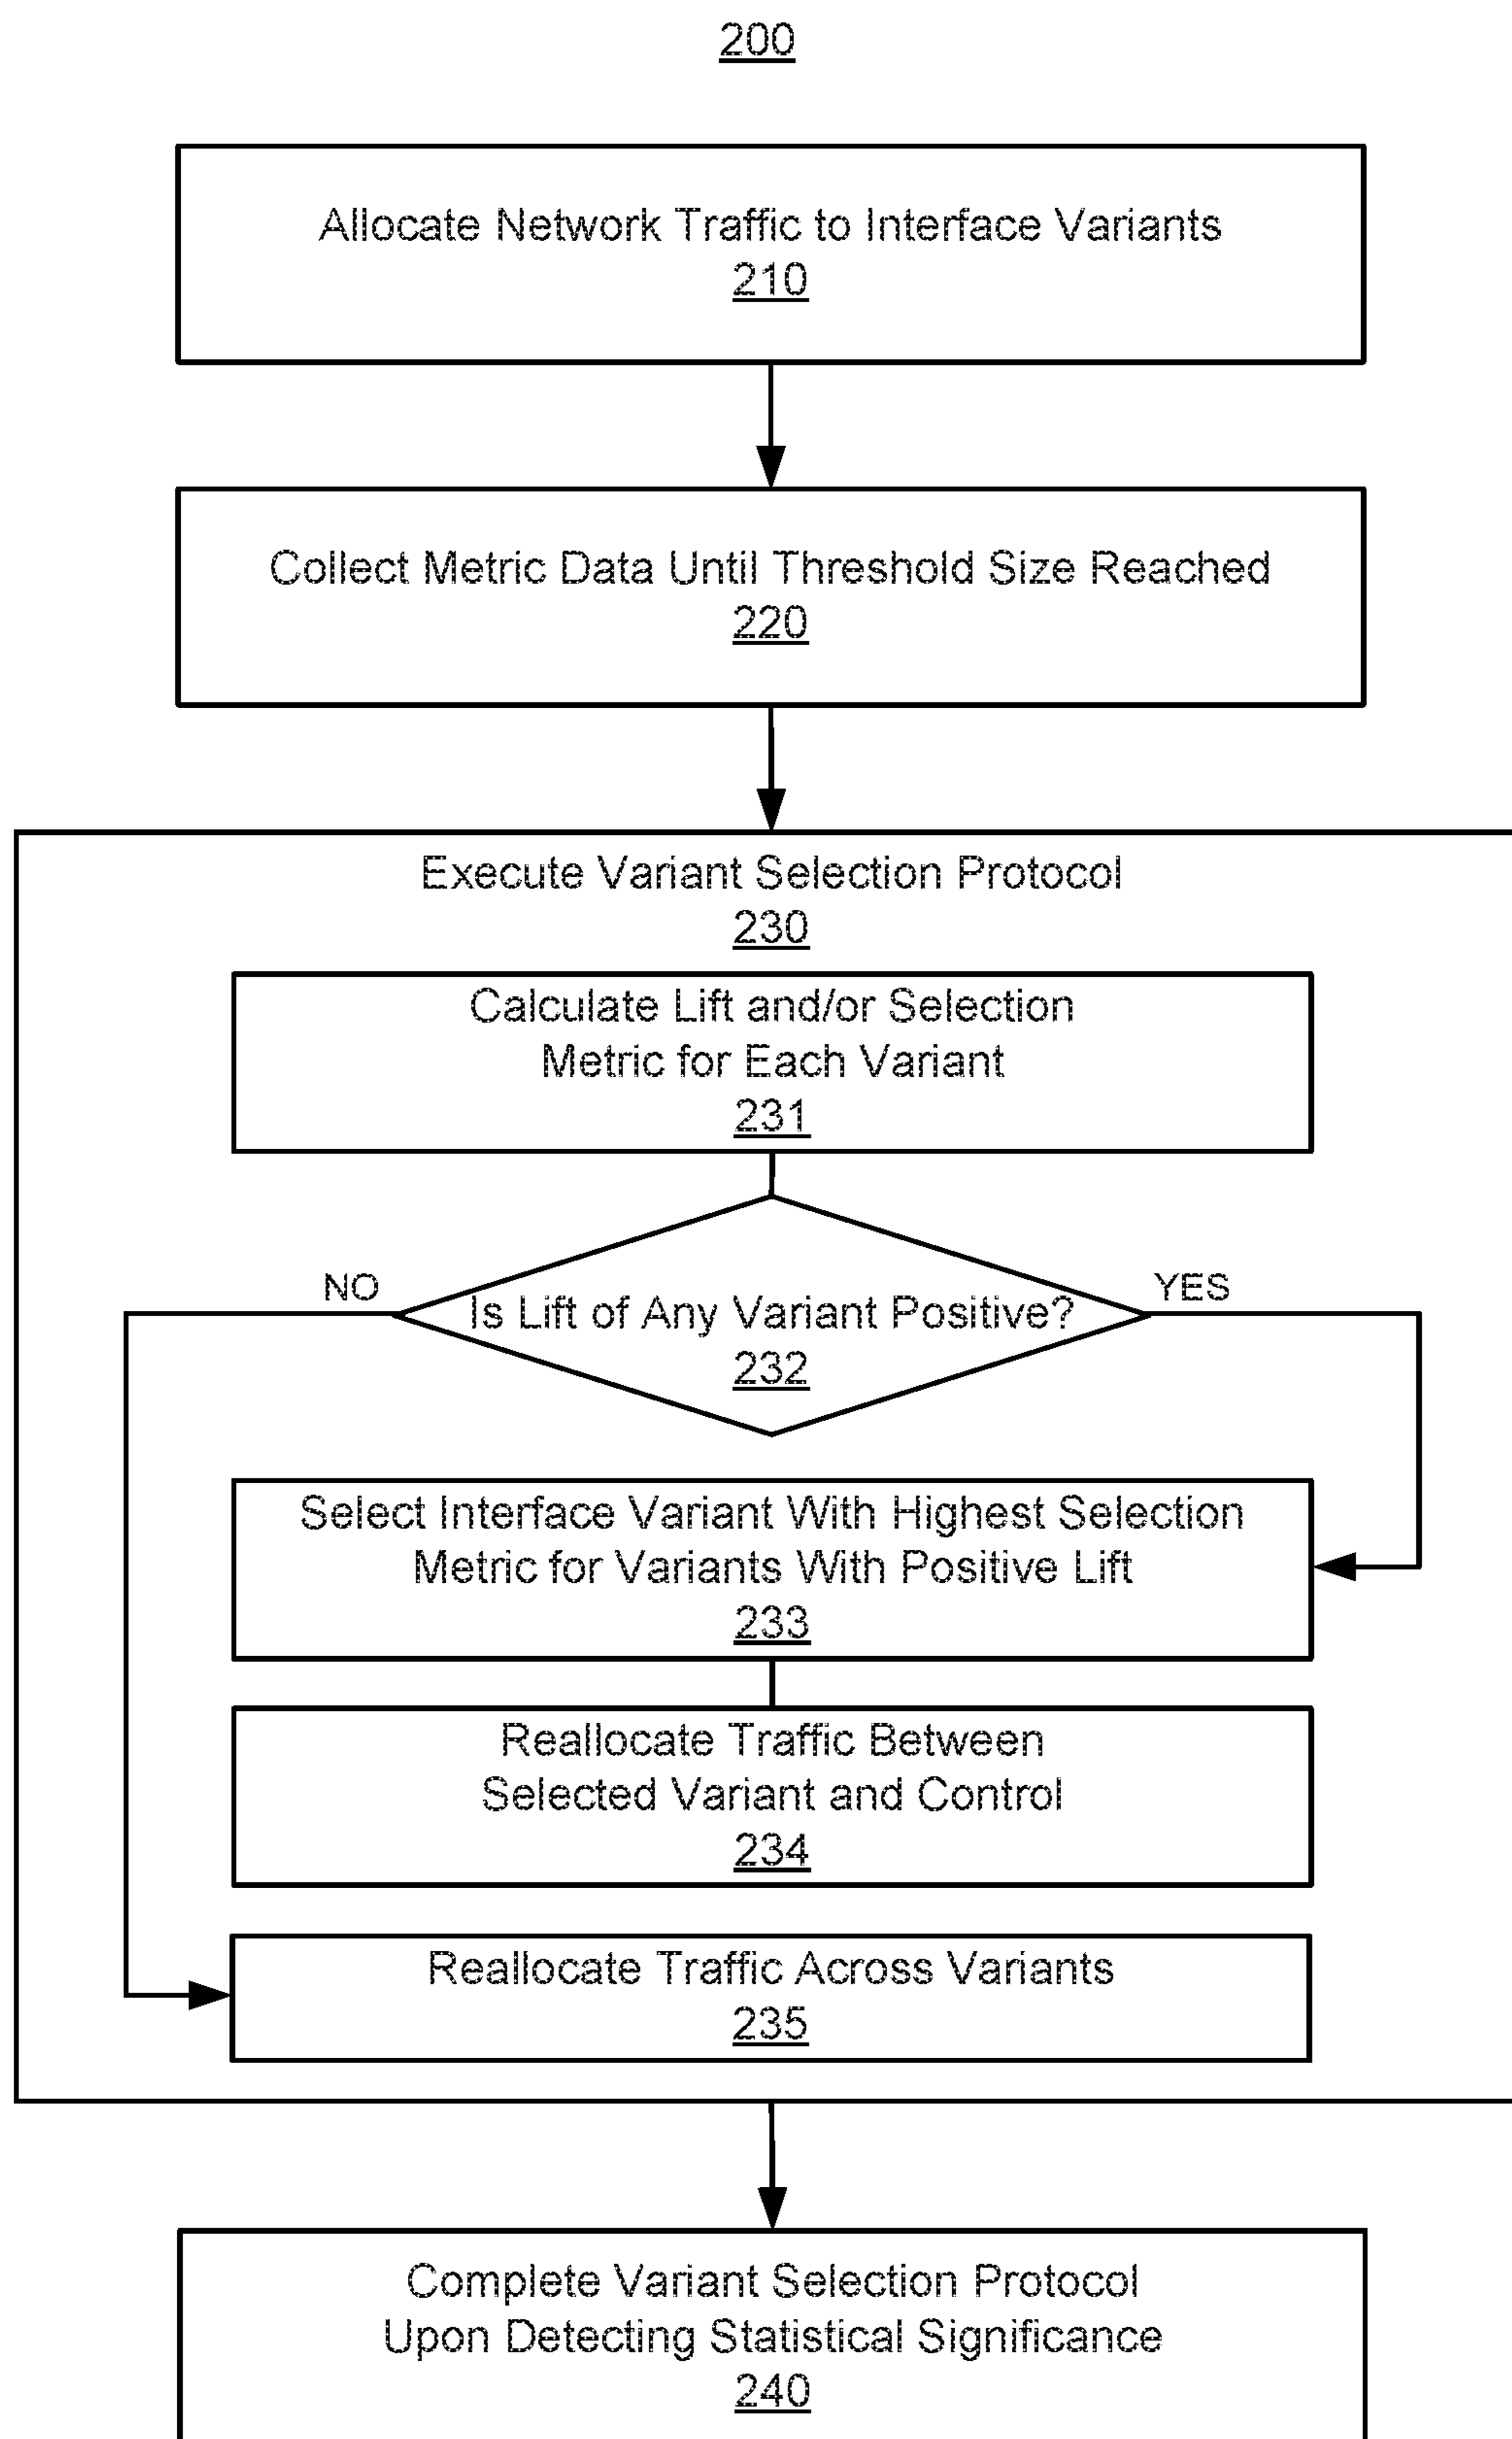 200
Allocate Network Traffic to Interface Variants
210
Collect Metric Data Until Threshold Size Reached
220
Execute Variant Selection Protocol
230
Calculate Lift and/or Selection
Metric for Each Variant
231
NO
YES
Is Lift of Any Variant Positive?
232
Select Interface Variant With Highest Selection
Metric for Variants With Positive Lift
233
Reallocate Traffic Between
Selected Variant and Control
234
Reallocate Traffic Across Variants
235
Complete Variant Selection Protocol
Upon Detecting Statistical Significance
240